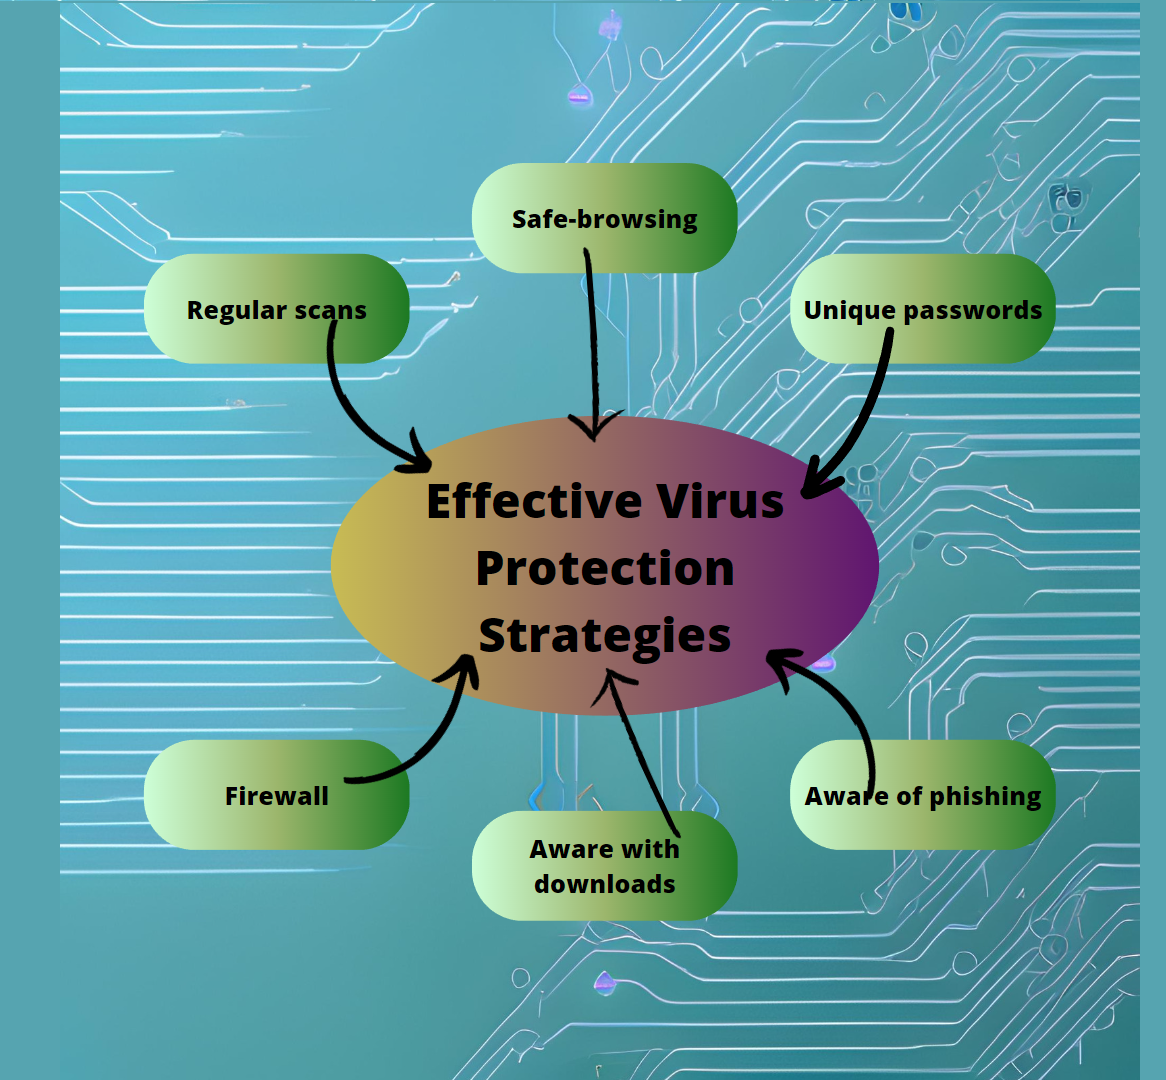 Safe-browsing
Regular scans
Unique passwords
Effective Virus
Protection
Strategies
Firewall
Aware of phishing
Aware with
downloads